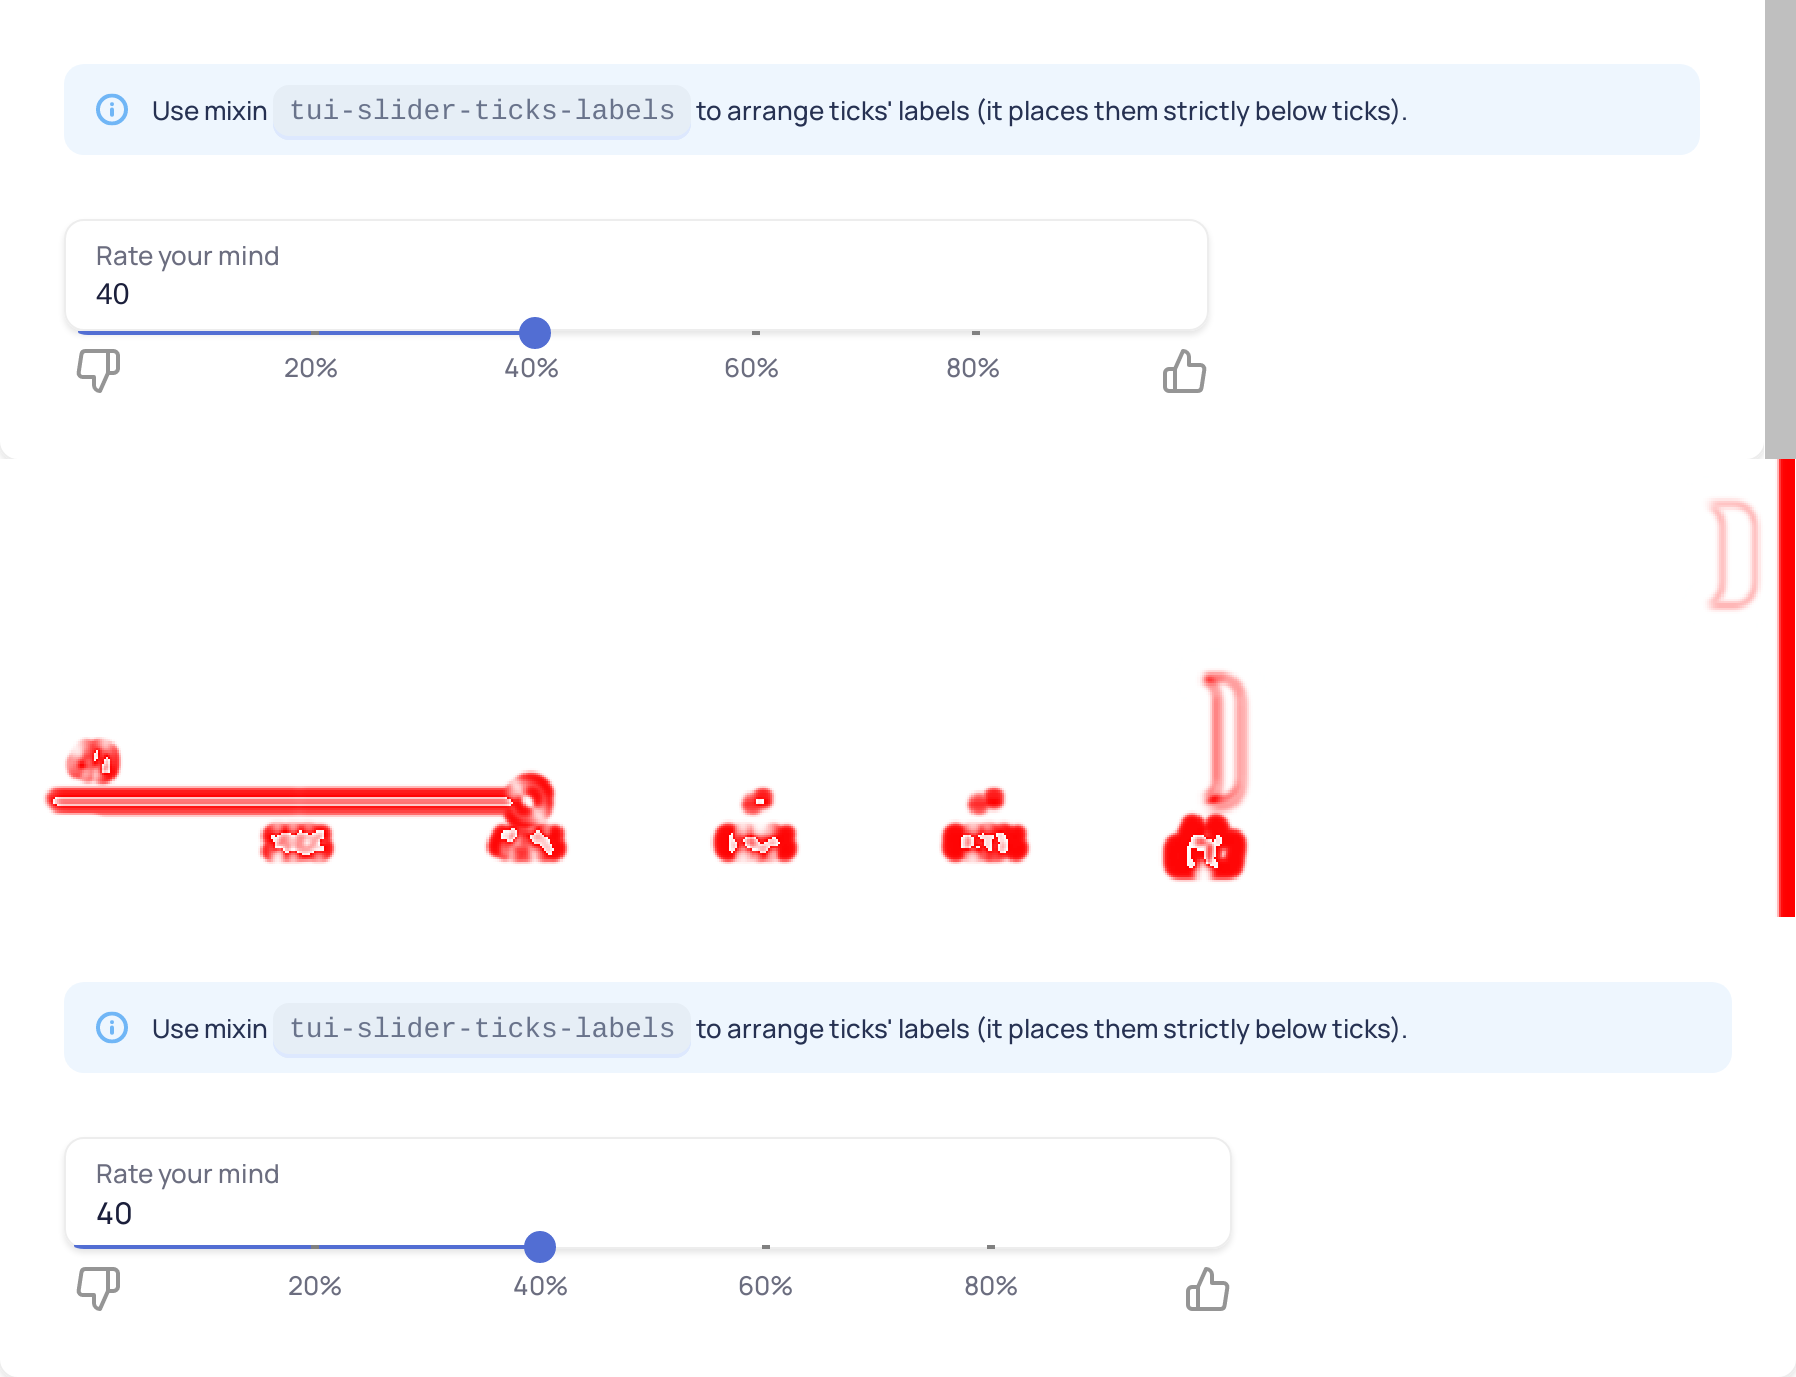 Use mixin tui-slider-ticks-labels to arrange ticks' labels (it places them strictly below ticks).
Rate your mind
40
20% 40% 60% 80%
Use mixin tui-slider-ticks-labels to arrange ticks' labels (it places them strictly below ticks).
Rate your mind
40
20% 40% 60% 80%